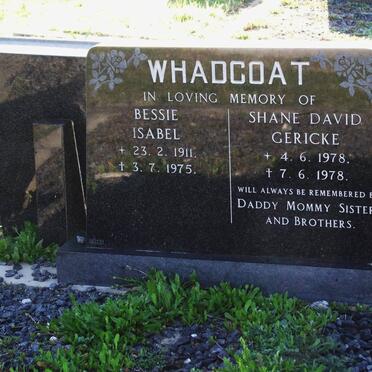 WHADCOAT
IN LOVING MEMORY OF
BESSIE
ISABEL
+ 23. 2. 1911.
+ 3. 7. 1975.
SHANE DAVID
GERICKE
+ 4. 6. 1978.
+ 7. 6. 1978.
WILL ALWAYS BE REMEMBERED B
DADDY MOMMY SISTER
AND BROTHERS.